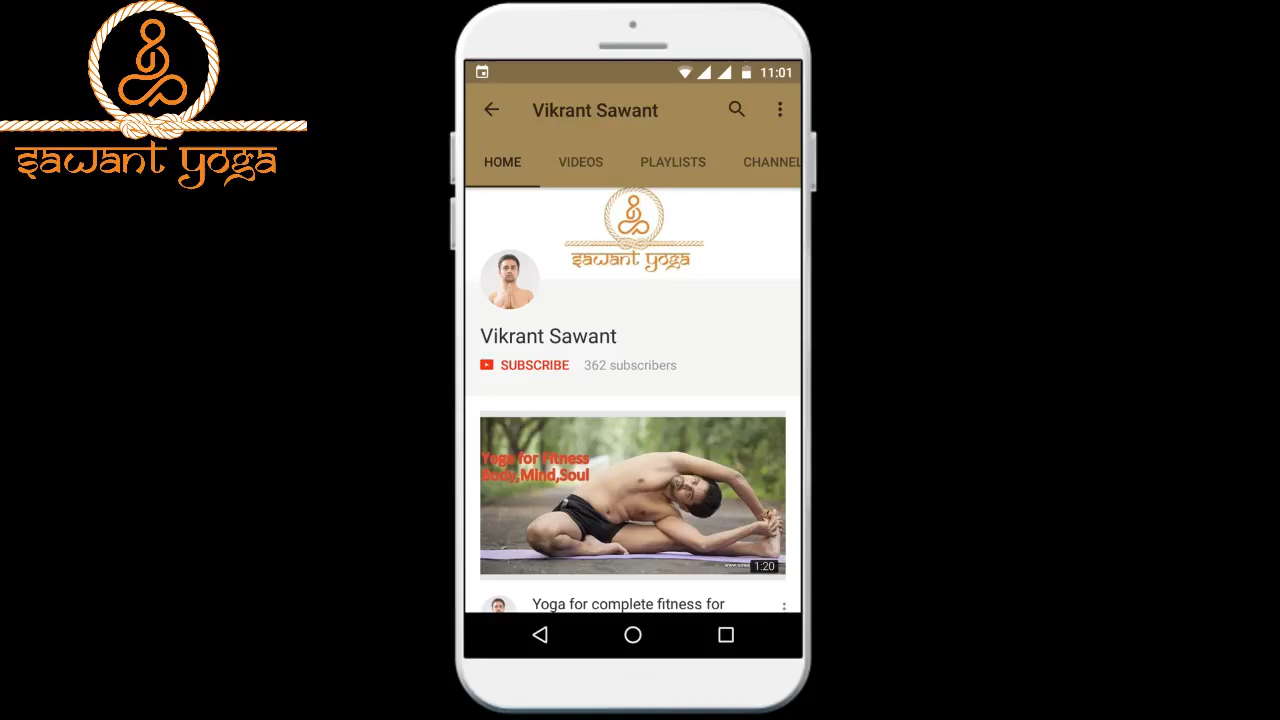 sawant yoga
11:01
Vikrant Sawant
HOME VIDEOS PLAYLISTS CHANNEL
sawant yoga
Vikrant Sawant
SUBSCRIBE 362 subscribers
Yoga for Fitness
Body,Mind,Soul
1:20
Yoga for complete fitness for